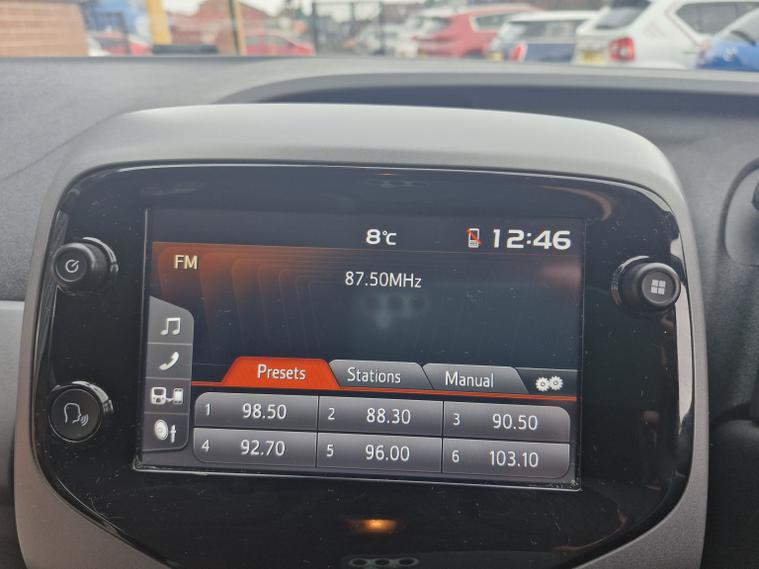 8°C 12:46
FM
87.50MHz
Presets Stations Manual
1 98.50 2 88.30 3 90.50
4 92.70 5 96.00 6 103.10